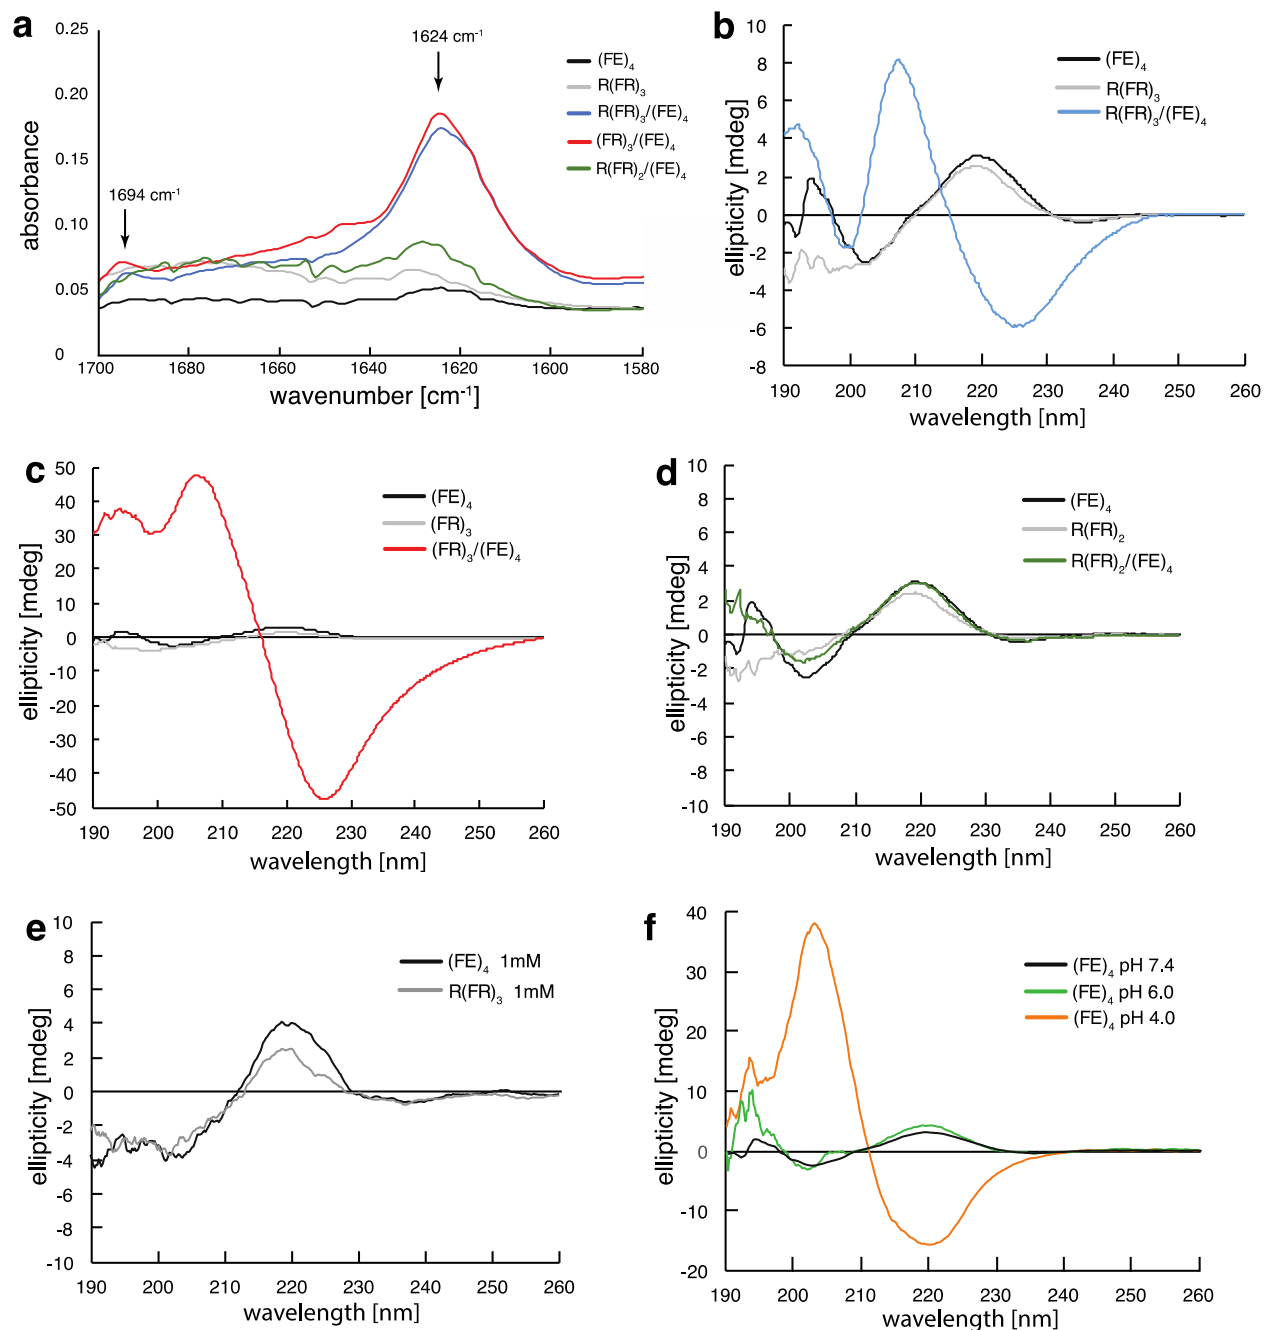 a
0.25
0.20
0.15
0.10
0.05
0
absorbance
1624 cm⁻¹
1694 cm⁻¹
(FE)₄
R(FR)₃
R(FR)₃/(FE)₄
(FR)₃/(FE)₄
R(FR)₂/(FE)₄
1700 1680 1660 1640 1620 1600 1580
wavenumber [cm⁻¹]
b
10
8
6
4
2
0
-2
-4
-6
-8
ellipticity [mdeg]
(FE)₄
R(FR)₃
R(FR)₃/(FE)₄
190 200 210 220 230 240 250 260
wavelength [nm]
c
50
40
30
20
10
0
-10
-20
-30
-40
-50
ellipticity [mdeg]
(FE)₄
(FR)₃
(FR)₃/(FE)₄
190 200 210 220 230 240 250 260
wavelength [nm]
d
10
8
6
4
2
0
-2
-4
-6
-8
-10
ellipticity [mdeg]
(FE)₄
R(FR)₂
R(FR)₂/(FE)₄
190 200 210 220 230 240 250 260
wavelength [nm]
e
10
8
6
4
2
0
-2
-4
-6
-8
-10
ellipticity [mdeg]
(FE)₄ 1mM
R(FR)₃ 1mM
190 200 210 220 230 240 250 260
wavelength [nm]
f
40
30
20
10
0
-10
-20
ellipticity [mdeg]
(FE)₄ pH 7.4
(FE)₄ pH 6.0
(FE)₄ pH 4.0
190 200 210 220 230 240 250 260
wavelength [nm]